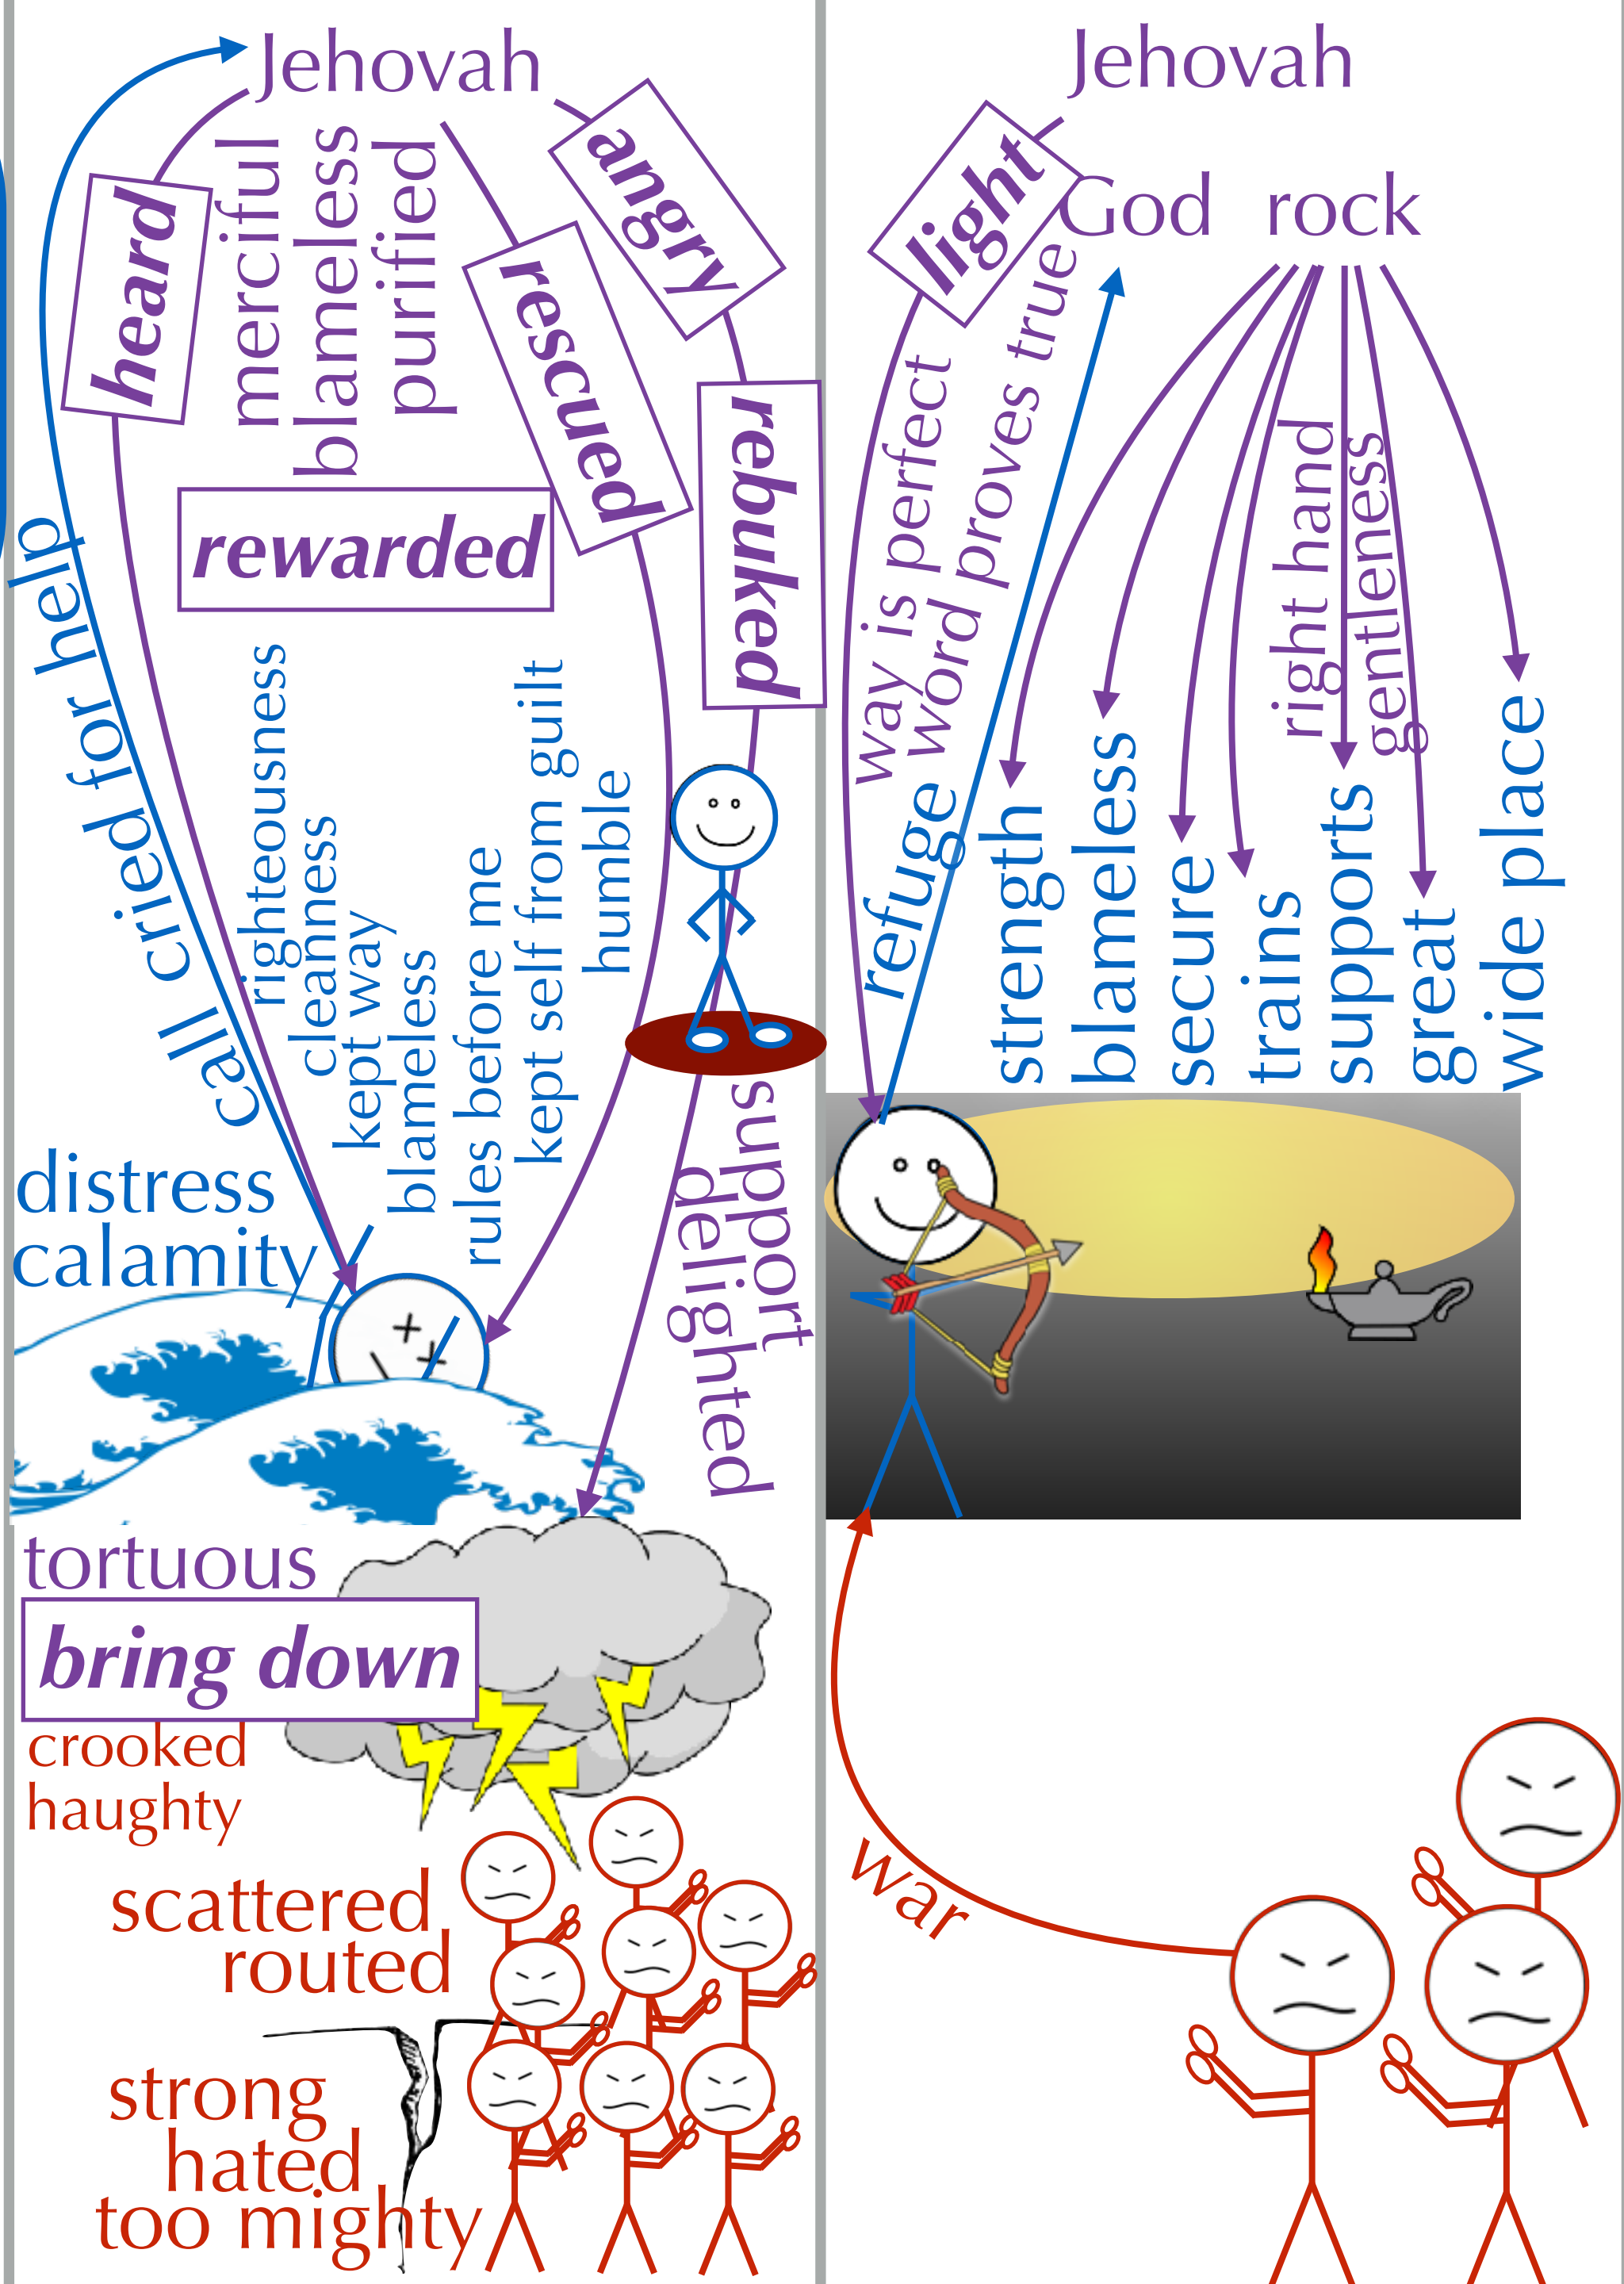 Jehovah
heard
merciful
blameless
purified
rescued
angry
rewarded
rebuked
call cried for help
righteousness
cleanness
kept way
blameless
rules before me
kept self from guilt
humble
distress
calamity
support
delighted
tortuous
bring down
crooked
haughty
scattered
routed
strong
hated
too mighty
Jehovah
light
God rock
way is perfect
word proves true
refuge
right hand
gentleness
strength
blameless
secure
trains
supports
great
wide place
war